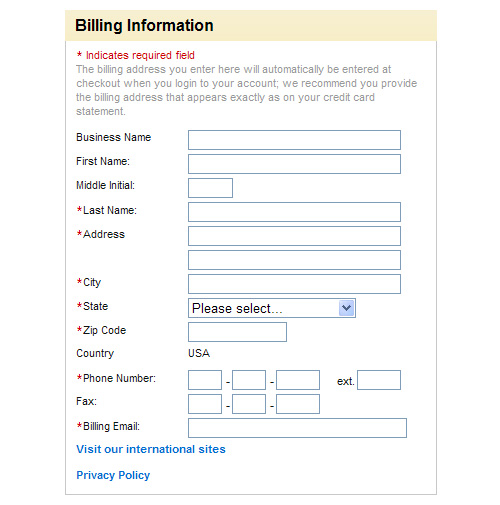 Billing Information
* Indicates required field
The billing address you enter here will automatically be entered at
checkout when you login to your account; we recommend you provide
the billing address that appears exactly as on your credit card
statement.
Business Name
First Name:
Middle Initial:
*Last Name:
*Address
*City
*State Please select...
*Zip Code
Country USA
*Phone Number: - - ext.
Fax: - -
*Billing Email:
Visit our international sites
Privacy Policy